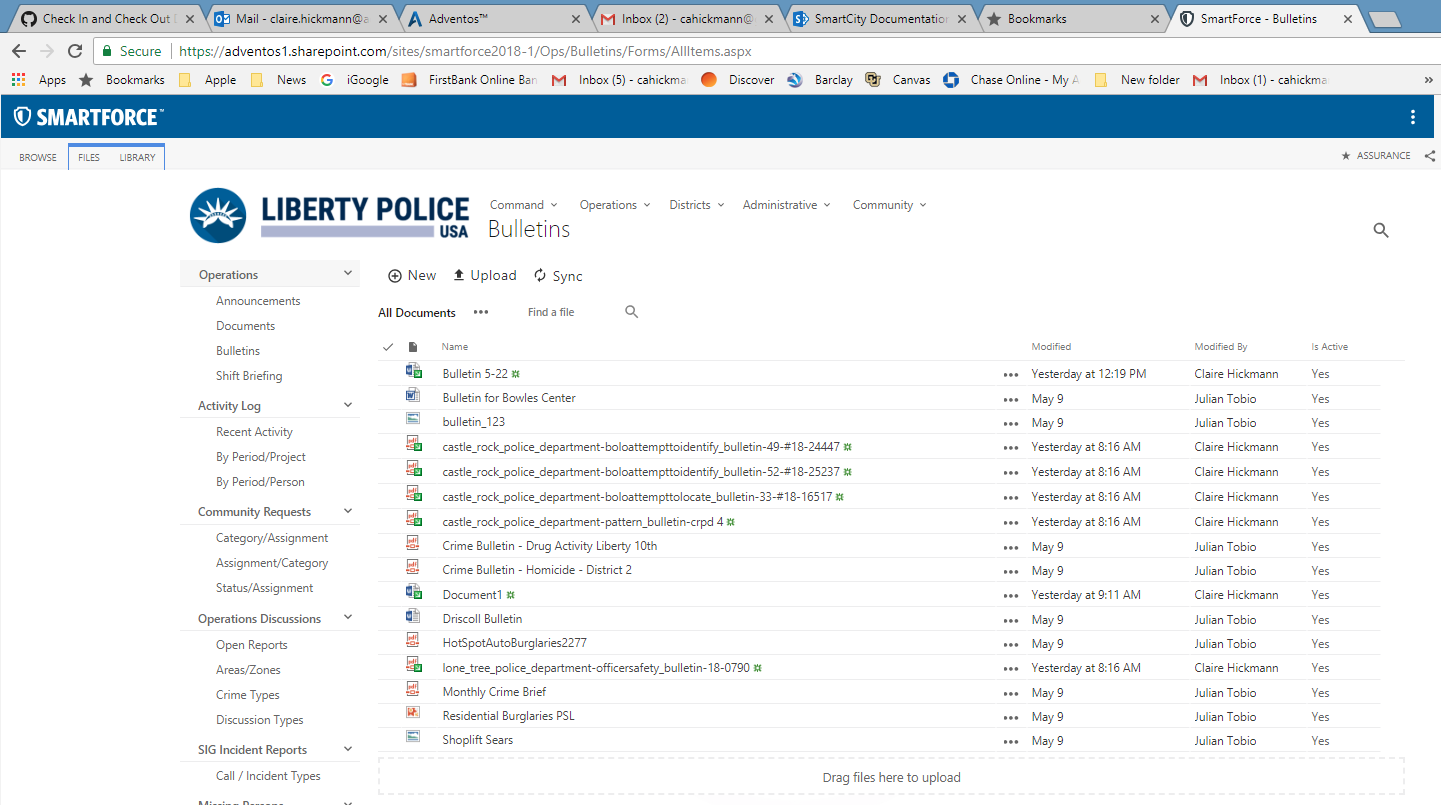 Check In and Check Out
Mail - claire.hickmann@a
Adventos™
Inbox (2) - cahickmann@
SmartCity Documentation
Bookmarks
SmartForce - Bulletins
Secure
https://adventos1.sharepoint.com/sites/smartforce2018-1/Ops/Bulletins/Forms/AllItems.aspx
Apps Bookmarks Apple News iGoogle FirstBank Online Ban Inbox (5) - cahickma Discover Barclay Canvas Chase Online - My A New folder Inbox (1) - cahickma »
SMARTFORCE™
BROWSE FILES LIBRARY ASSURANCE
LIBERTY POLICE
USA
Command Operations Districts Administrative Community
Bulletins
Operations
Announcements
Documents
Bulletins
Shift Briefing
Activity Log
Recent Activity
By Period/Project
By Period/Person
Community Requests
Category/Assignment
Assignment/Category
Status/Assignment
Operations Discussions
Open Reports
Areas/Zones
Crime Types
Discussion Types
SIG Incident Reports
Call / Incident Types
Missing Persons
New Upload Sync
All Documents ••• Find a file
Name Modified Modified By Is Active
Bulletin 5-22 ••• Yesterday at 12:19 PM Claire Hickmann Yes
Bulletin for Bowles Center ••• May 9 Julian Tobio Yes
bulletin_123 ••• May 9 Julian Tobio Yes
castle_rock_police_department-boloattempttoidentify_bulletin-49-#18-24447 ••• Yesterday at 8:16 AM Claire Hickmann Yes
castle_rock_police_department-boloattempttoidentify_bulletin-52-#18-25237 ••• Yesterday at 8:16 AM Claire Hickmann Yes
castle_rock_police_department-boloattempttolocate_bulletin-33-#18-16517 ••• Yesterday at 8:16 AM Claire Hickmann Yes
castle_rock_police_department-pattern_bulletin-crpd 4 ••• Yesterday at 8:16 AM Claire Hickmann Yes
Crime Bulletin - Drug Activity Liberty 10th ••• May 9 Julian Tobio Yes
Crime Bulletin - Homicide - District 2 ••• May 9 Julian Tobio Yes
Document1 ••• Yesterday at 9:11 AM Claire Hickmann Yes
Driscoll Bulletin ••• May 9 Julian Tobio Yes
HotSpotAutoBurglaries2277 ••• May 9 Julian Tobio Yes
lone_tree_police_department-officersafety_bulletin-18-0790 ••• Yesterday at 8:16 AM Claire Hickmann Yes
Monthly Crime Brief ••• May 9 Julian Tobio Yes
Residential Burglaries PSL ••• May 9 Julian Tobio Yes
Shoplift Sears ••• May 9 Julian Tobio Yes
Drag files here to upload